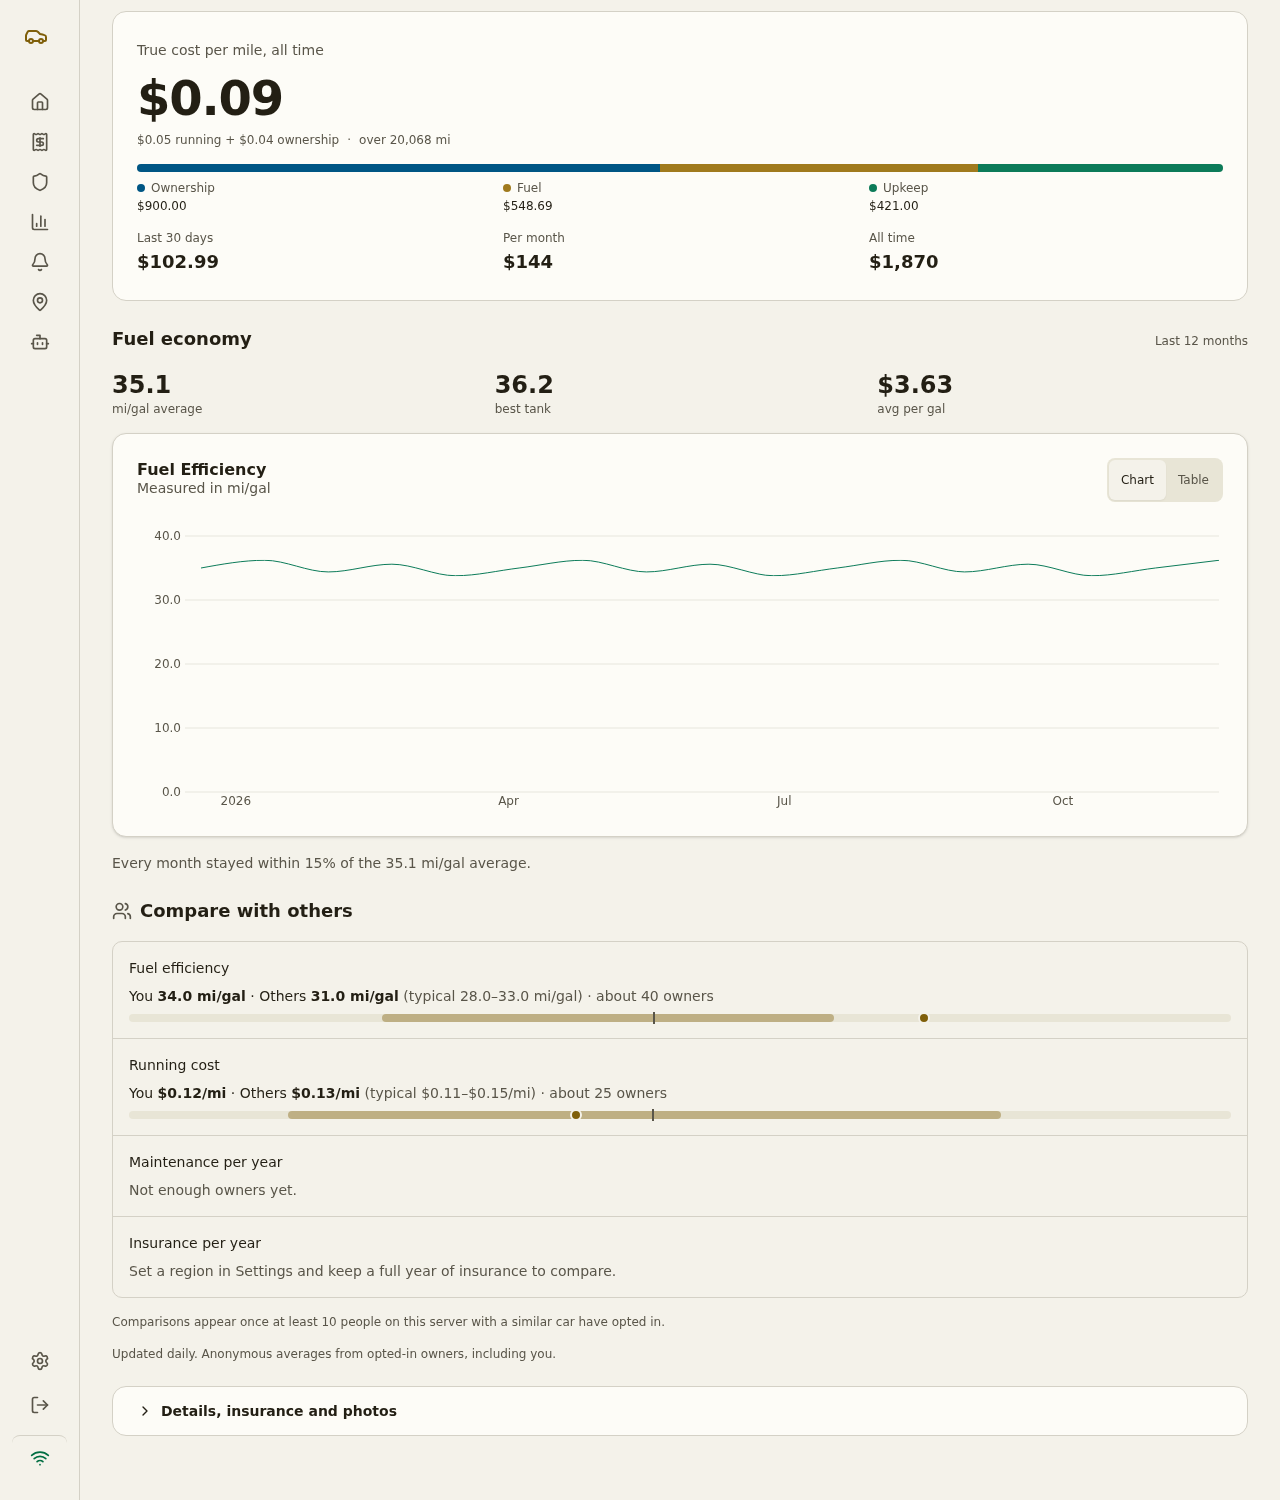 True cost per mile, all time
$0.09
$0.05 running + $0.04 ownership · over 20,068 mi
Ownership
$900.00
Fuel
$548.69
Upkeep
$421.00
Last 30 days
$102.99
Per month
$144
All time
$1,870
Fuel economy
Last 12 months
35.1
mi/gal average
36.2
best tank
$3.63
avg per gal
Fuel Efficiency
Measured in mi/gal
Chart
Table
40.0
30.0
20.0
10.0
0.0
2026
Apr
Jul
Oct
Every month stayed within 15% of the 35.1 mi/gal average.
Compare with others
Fuel efficiency
You 34.0 mi/gal · Others 31.0 mi/gal (typical 28.0–33.0 mi/gal) · about 40 owners
Running cost
You $0.12/mi · Others $0.13/mi (typical $0.11–$0.15/mi) · about 25 owners
Maintenance per year
Not enough owners yet.
Insurance per year
Set a region in Settings and keep a full year of insurance to compare.
Comparisons appear once at least 10 people on this server with a similar car have opted in.
Updated daily. Anonymous averages from opted-in owners, including you.
Details, insurance and photos